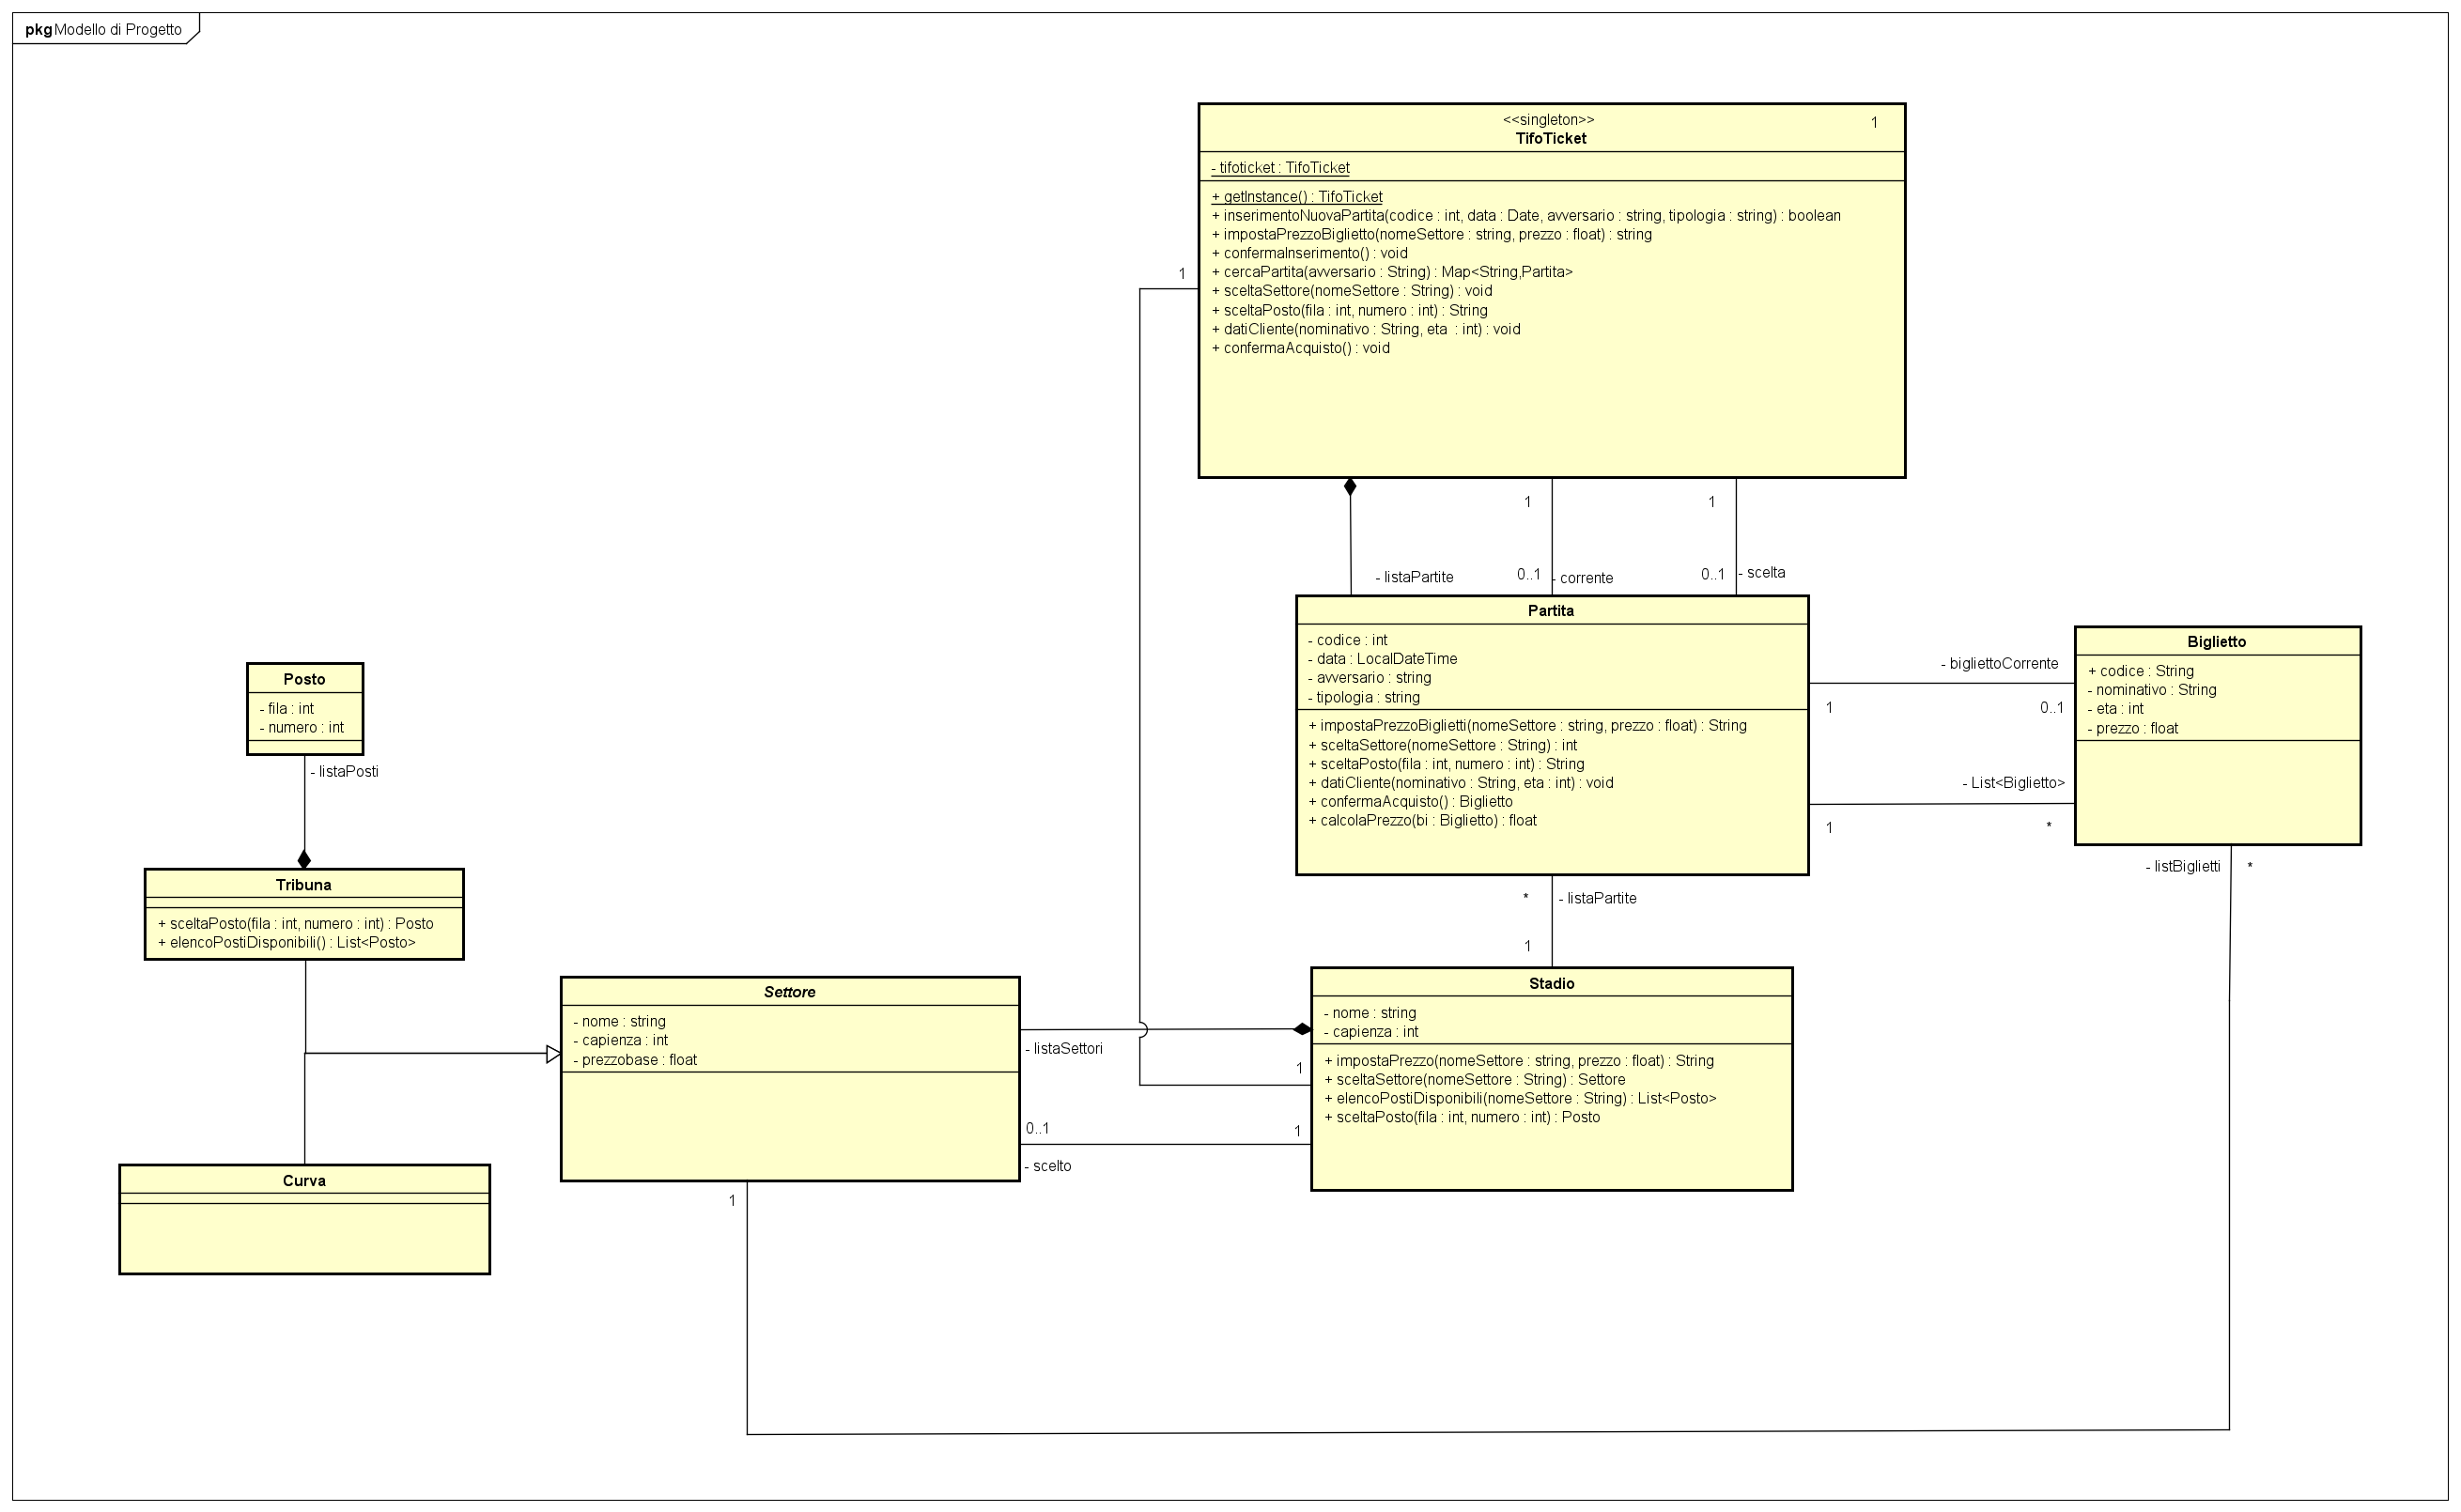 pkg Modello di Progetto
<<singleton>>
1
TifoTicket
- tifoticket : TifoTicket
+ getInstance() : TifoTicket
+ inserimentoNuovaPartita(codice : int, data : Date, avversario : string, tipologia : string) : boolean
+ impostaPrezzoBiglietto(nomeSettore : string, prezzo : float) : string
+ confermaInserimento() : void
+ cercaPartita(avversario : String) : Map<String,Partita>
+ sceltaSettore(nomeSettore : String) : void
+ sceltaPosto(fila : int, numero : int) : String
+ datiCliente(nominativo : String, eta : int) : void
+ confermaAcquisto() : void
1
1
1
- listaPartite
0..1
- corrente
0..1
- scelta
Partita
- codice : int
- data : LocalDateTime
- avversario : string
- tipologia : string
+ impostaPrezzoBiglietti(nomeSettore : string, prezzo : float) : String
+ sceltaSettore(nomeSettore : String) : int
+ sceltaPosto(fila : int, numero : int) : String
+ datiCliente(nominativo : String, eta : int) : void
+ confermaAcquisto() : Biglietto
+ calcolaPrezzo(bi : Biglietto) : float
- bigliettoCorrente
1
0..1
- List<Biglietto>
1
*
Biglietto
+ codice : String
- nominativo : String
- eta : int
- prezzo : float
- listBiglietti
*
Posto
- fila : int
- numero : int
- listaPosti
Tribuna
+ sceltaPosto(fila : int, numero : int) : Posto
+ elencoPostiDisponibili() : List<Posto>
*
- listaPartite
1
Settore
- nome : string
- capienza : int
- prezzobase : float
- listaSettori
1
0..1
1
- scelto
1
Stadio
- nome : string
- capienza : int
+ impostaPrezzo(nomeSettore : string, prezzo : float) : String
+ sceltaSettore(nomeSettore : String) : Settore
+ elencoPostiDisponibili(nomeSettore : String) : List<Posto>
+ sceltaPosto(fila : int, numero : int) : Posto
Curva